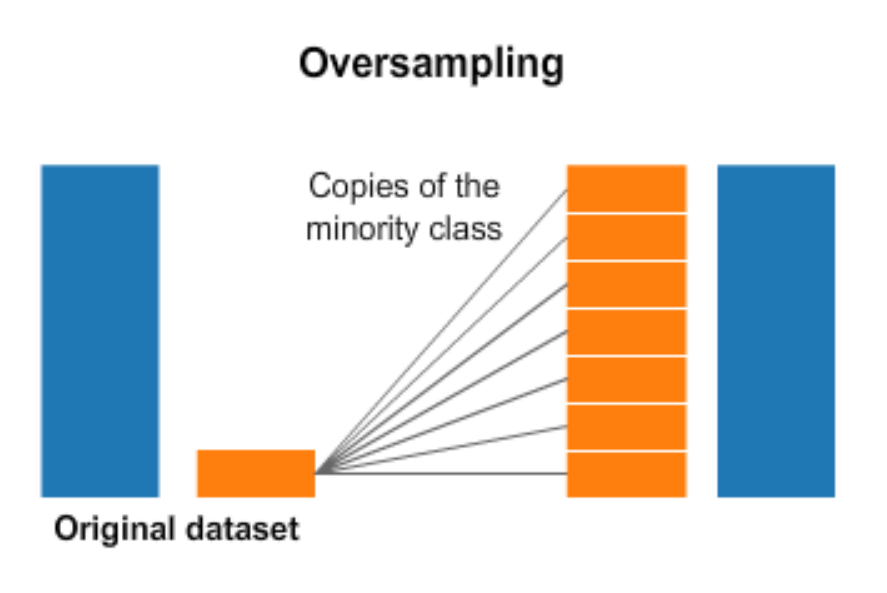 Oversampling
Copies of the
minority class
Original dataset